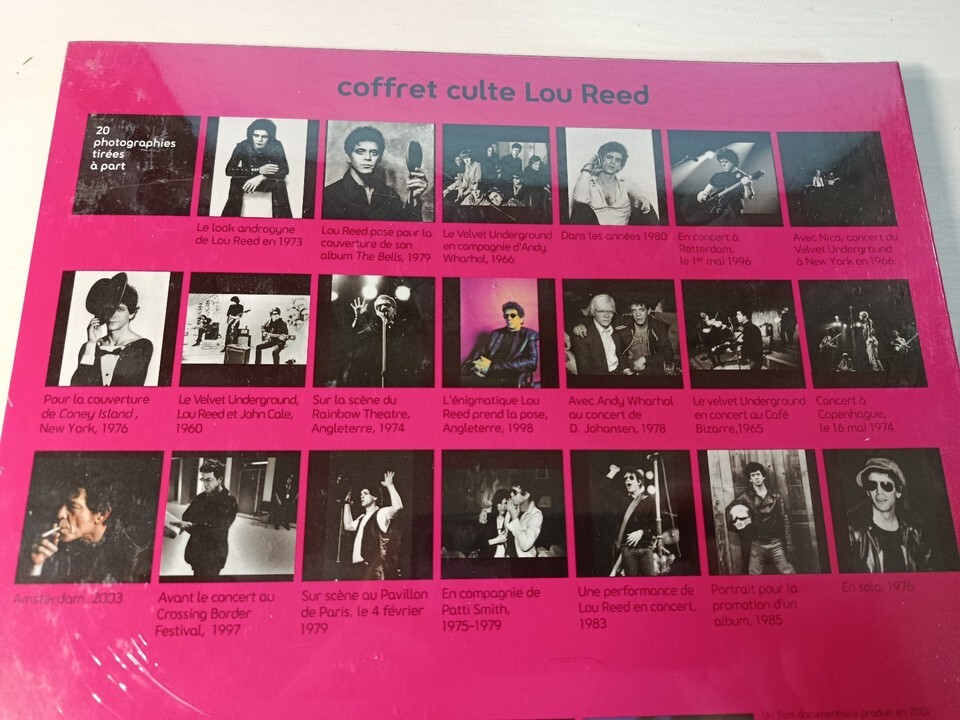 coffret culte Lou Reed
20
photographies
tirées
à part
Le look androgyne
de Lou Reed en 1973
Lou Reed pose pour la
couverture de son
album The Bells, 1979
Le Velvet Underground
en compagnie d'Andy
Wharhol, 1966
Dans les années 1980
En concert à
Rotterdam,
le 1er mai 1996
Avec Nico, concert du
Velvet Underground
à New York en 1966
Pour la couverture
de Coney Island,
New York, 1976
Le Velvet Underground,
Lou Reed et John Cale,
1960
Sur la scène du
Rainbow Theatre,
Angleterre, 1974
L'énigmatique Lou
Reed prend la pose,
Angleterre, 1998
Avec Andy Wharhol
au concert de
D. Johansen, 1978
Le velvet Underground
en concert au Café
Bizarre,1965
Concert à
Copenhague,
le 16 mai 1974
Amsterdam, 2003
Avant le concert au
Crossing Border
Festival, 1997
Sur scène au Pavillon
de Paris, le 4 février
1979
En compagnie de
Patti Smith,
1975-1979
Une performance de
Lou Reed en concert,
1983
Portrait pour la
promotion d'un
album, 1985
En solo, 1976
Un film documentaire produit en 2001